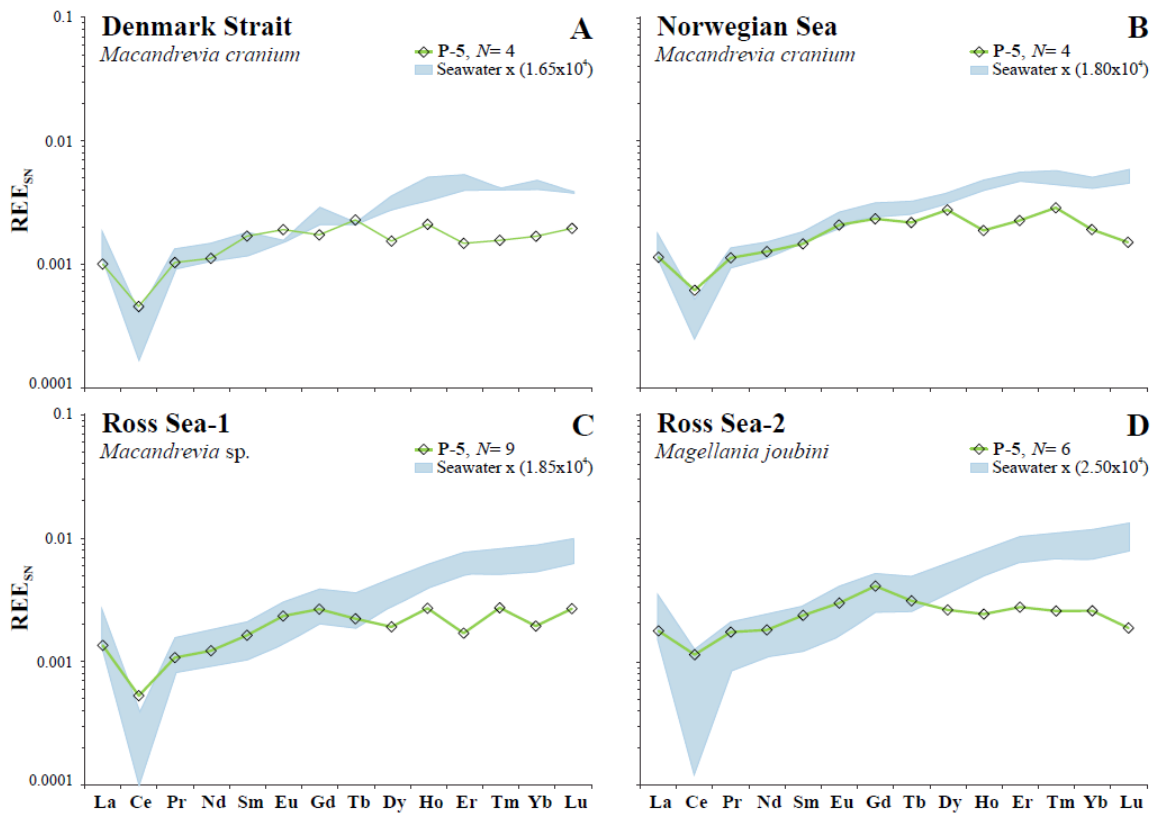 Denmark Strait
A
Macandrevia cranium
P-5, N= 4
Seawater x (1.65x10⁴)
Norwegian Sea
B
Macandrevia cranium
P-5, N= 4
Seawater x (1.80x10⁴)
0.1
0.01
0.001
0.0001
REE_SN
Ross Sea-1
C
Macandrevia sp.
P-5, N= 9
Seawater x (1.85x10⁴)
Ross Sea-2
D
Magellania joubini
P-5, N= 6
Seawater x (2.50x10⁴)
0.1
0.01
0.001
0.0001
REE_SN
La Ce Pr Nd Sm Eu Gd Tb Dy Ho Er Tm Yb Lu
La Ce Pr Nd Sm Eu Gd Tb Dy Ho Er Tm Yb Lu